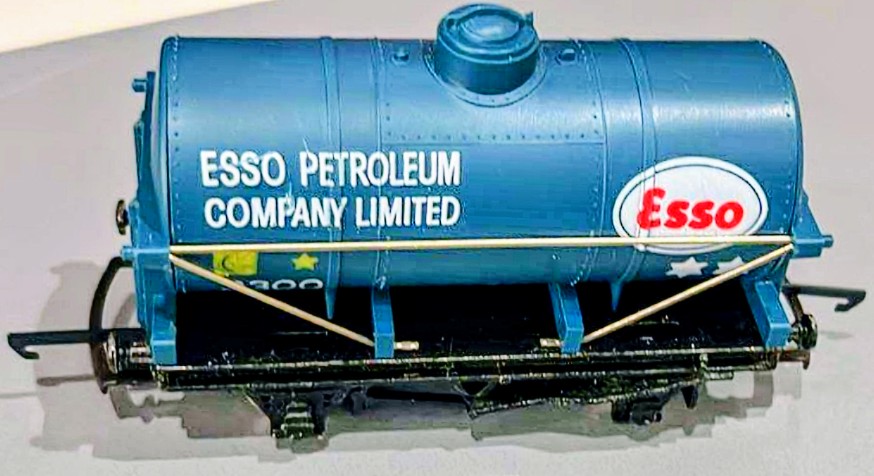 ESSO PETROLEUM
COMPANY LIMITED
Esso